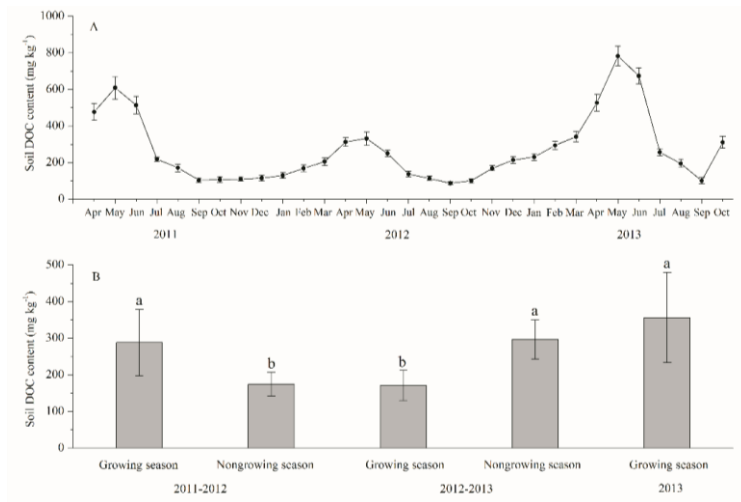 A
1000
800
600
400
200
0
Soil DOC content (mg kg⁻¹)
Apr May Jun Jul Aug Sep Oct Nov Dec Jan Feb Mar Apr May Jun Jul Aug Sep Oct Nov Dec Jan Feb Mar Apr May Jun Jul Aug Sep Oct
2011 2012 2013
B
500
400
300
200
100
0
Soil DOC content (mg kg⁻¹)
a b b a a
Growing season Nongrowing season Growing season Nongrowing season Growing season
2011-2012 2012-2013 2013